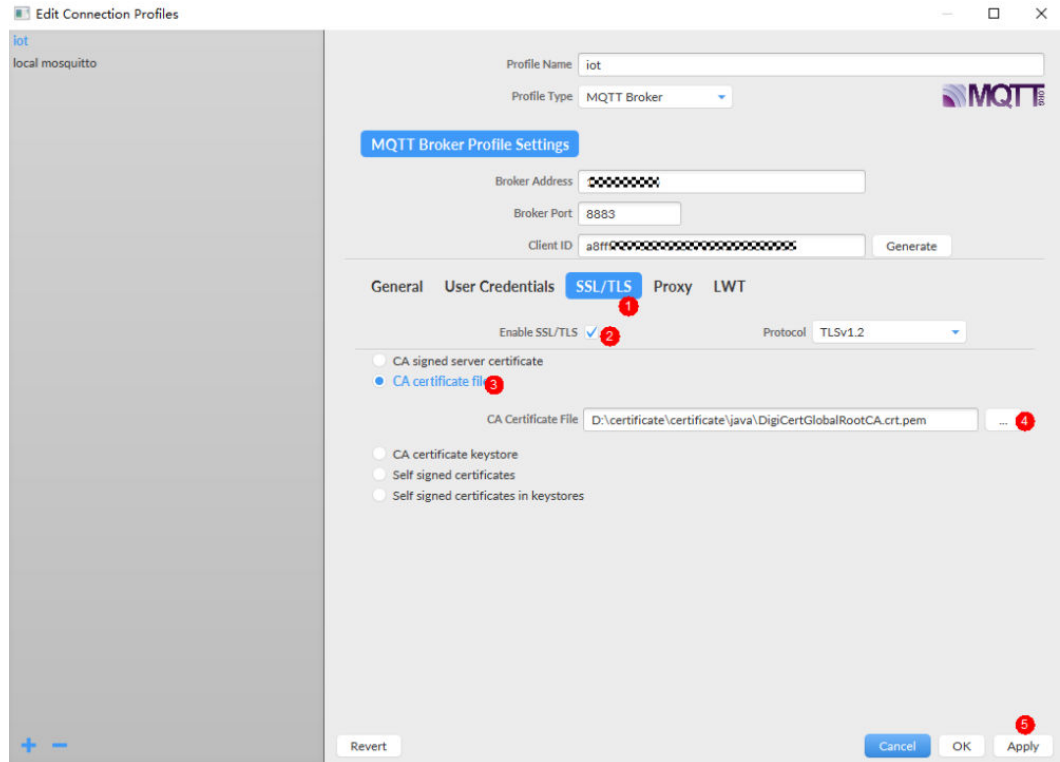 Edit Connection Profiles
iot
local mosquitto
Profile Name iot
Profile Type MQTT Broker
MQTT
ORG
MQTT Broker Profile Settings
Broker Address
Broker Port 8883
Client ID a8ff Generate
General User Credentials SSL/TLS Proxy LWT
1
Enable SSL/TLS 2 Protocol TLSv1.2
CA signed server certificate
CA certificate file 3
CA Certificate File D:\certificate\certificate\java\DigiCertGlobalRootCA.crt.pem ... 4
CA certificate keystore
Self signed certificates
Self signed certificates in keystores
5
Revert Cancel OK Apply